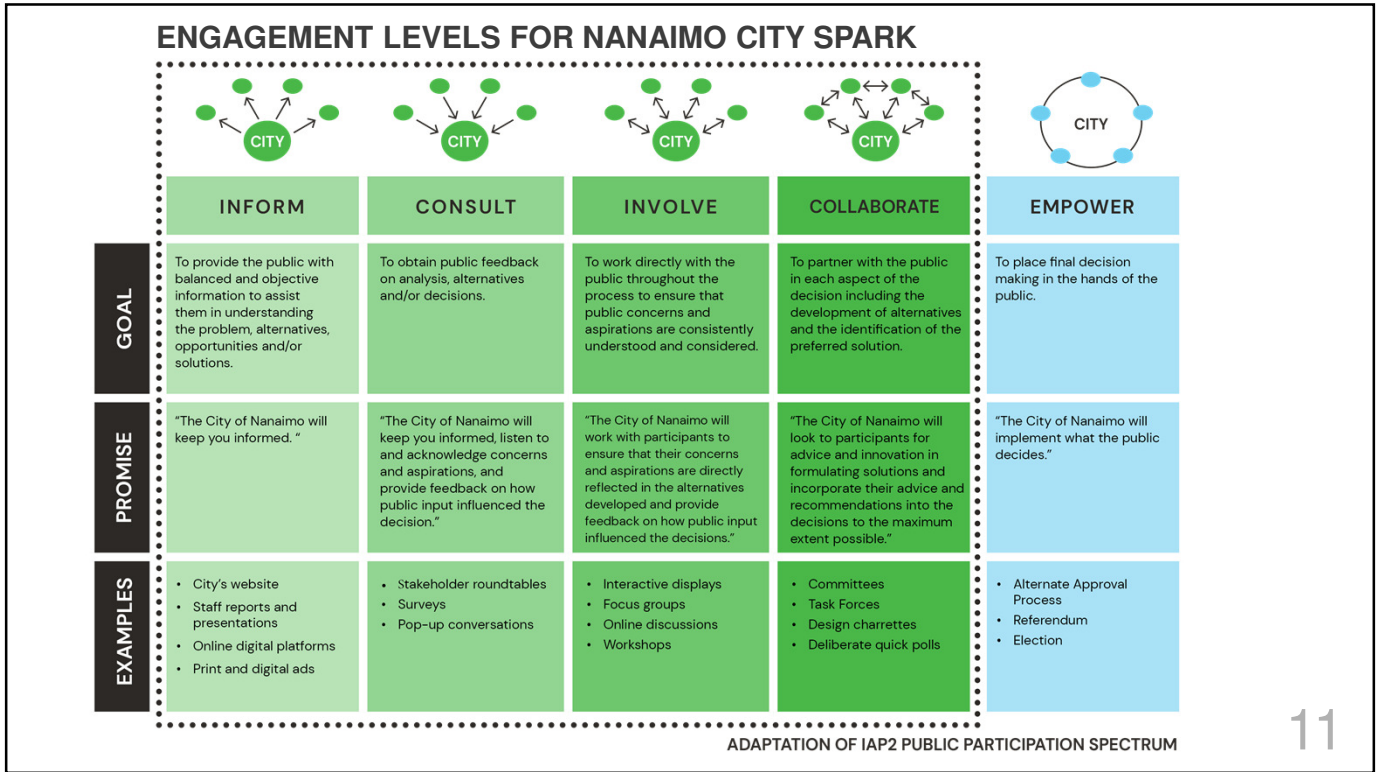 ENGAGEMENT LEVELS FOR NANAIMO CITY SPARK
CITY
CITY
CITY
CITY
CITY
INFORM
CONSULT
INVOLVE
COLLABORATE
EMPOWER
GOAL
To provide the public with
balanced and objective
information to assist
them in understanding
the problem, alternatives,
opportunities and/or
solutions.
To obtain public feedback
on analysis, alternatives
and/or decisions.
To work directly with the
public throughout the
process to ensure that
public concerns and
aspirations are consistently
understood and considered.
To partner with the public
in each aspect of the
decision including the
development of alternatives
and the identification of the
preferred solution.
To place final decision
making in the hands of the
public.
PROMISE
“The City of Nanaimo will
keep you informed. “
“The City of Nanaimo will
keep you informed, listen to
and acknowledge concerns
and aspirations, and
provide feedback on how
public input influenced the
decision.”
“The City of Nanaimo will
work with participants to
ensure that their concerns
and aspirations are directly
reflected in the alternatives
developed and provide
feedback on how public input
influenced the decisions.”
“The City of Nanaimo will
look to participants for
advice and innovation in
formulating solutions and
incorporate their advice and
recommendations into the
decisions to the maximum
extent possible.”
“The City of Nanaimo will
implement what the public
decides.”
EXAMPLES
• City’s website
• Staff reports and
presentations
• Online digital platforms
• Print and digital ads
• Stakeholder roundtables
• Surveys
• Pop-up conversations
• Interactive displays
• Focus groups
• Online discussions
• Workshops
• Committees
• Task Forces
• Design charrettes
• Deliberate quick polls
• Alternate Approval
Process
• Referendum
• Election
ADAPTATION OF IAP2 PUBLIC PARTICIPATION SPECTRUM
11